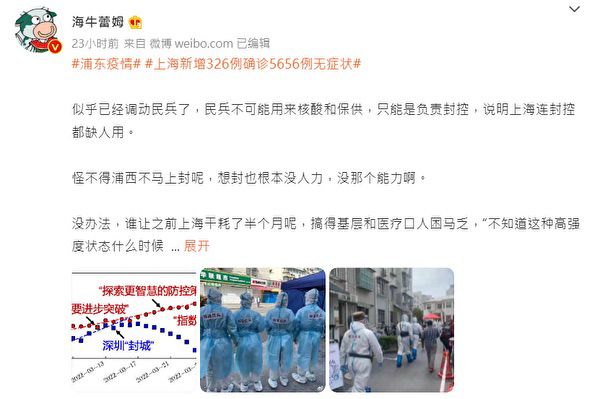 海牛蕾姆
23小时前 来自 微博 weibo.com 已编辑
#浦东疫情# #上海新增326例确诊5656例无症状#
似乎已经调动民兵了，民兵不可能用来核酸和保供，只能是负责封控，说明上海连封控
都缺人用。
怪不得浦西不马上封呢，想封也根本没人力，没那个能力啊。
没办法，谁让之前上海干耗了半个月呢，搞得基层和医疗口人困马乏，“不知道这种高强
度状态什么时候 ... 展开
“探索更智慧的防控策
要进步突破”
“指数
深圳“封城”
2022-03-13
2022-03-17
2022-03-21